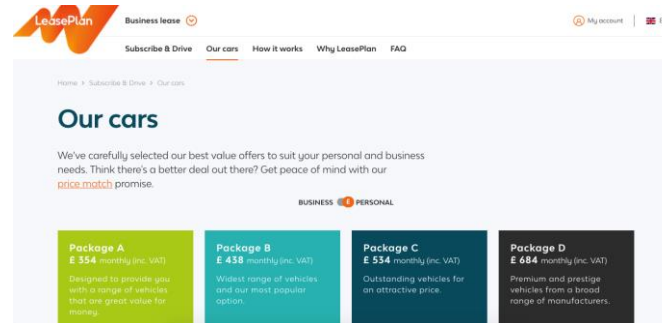 LeasePlan
Business lease
My account
Subscribe & Drive Our cars How it works Why LeasePlan FAQ
Home Subscribe & Drive Our cars
Our cars
We've carefully selected our best value offers to suit your personal and business
needs. Think there's a better deal out there? Get peace of mind with our
price match promise.
BUSINESS £ PERSONAL
Package A
£ 354 monthly (inc. VAT)
Designed to provide you
with a range of vehicles
that are great value for
money.
Package B
£ 438 monthly (inc. VAT)
Widest range of vehicles
and our most popular
option.
Package C
£ 534 monthly (inc. VAT)
Outstanding vehicles for
an attractive price.
Package D
£ 684 monthly (inc. VAT)
Premium and prestige
vehicles from a broad
range of manufacturers.